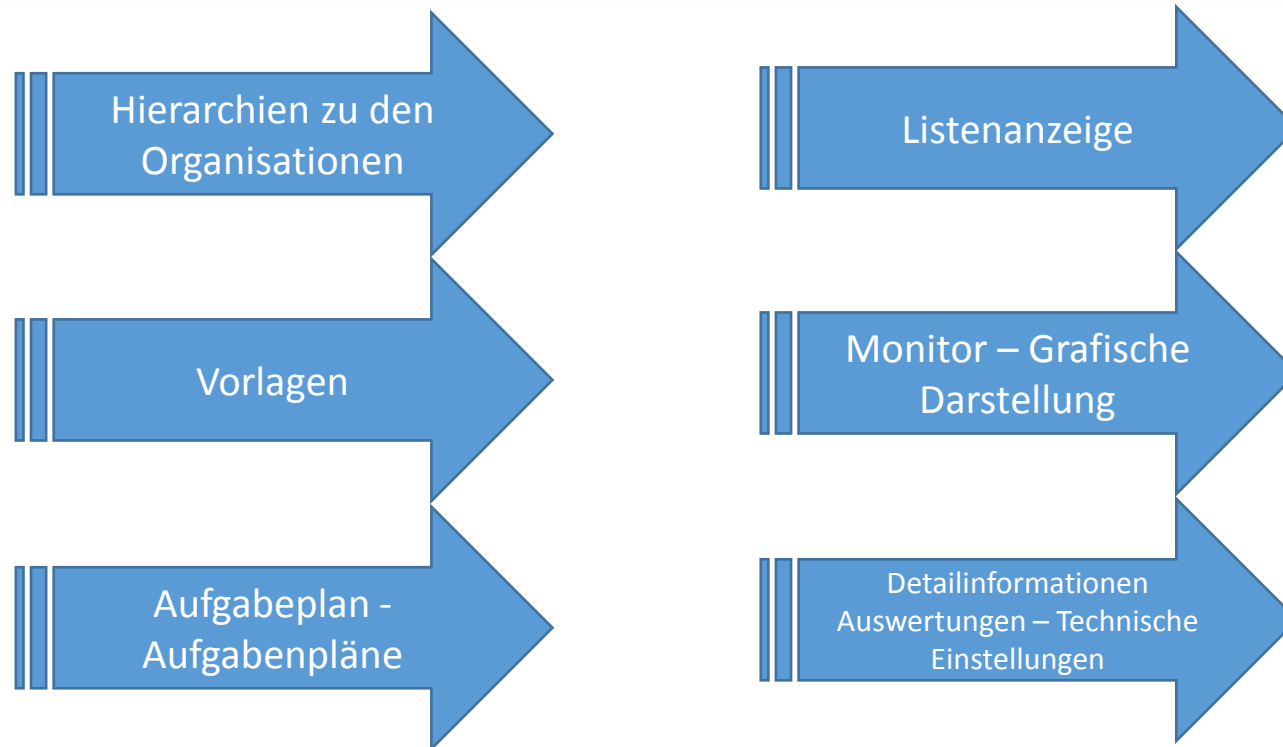 Hierarchien zu den
Organisationen
Vorlagen
Aufgabeplan -
Aufgabenpläne
Listenanzeige
Monitor – Grafische
Darstellung
Detailinformationen
Auswertungen – Technische
Einstellungen